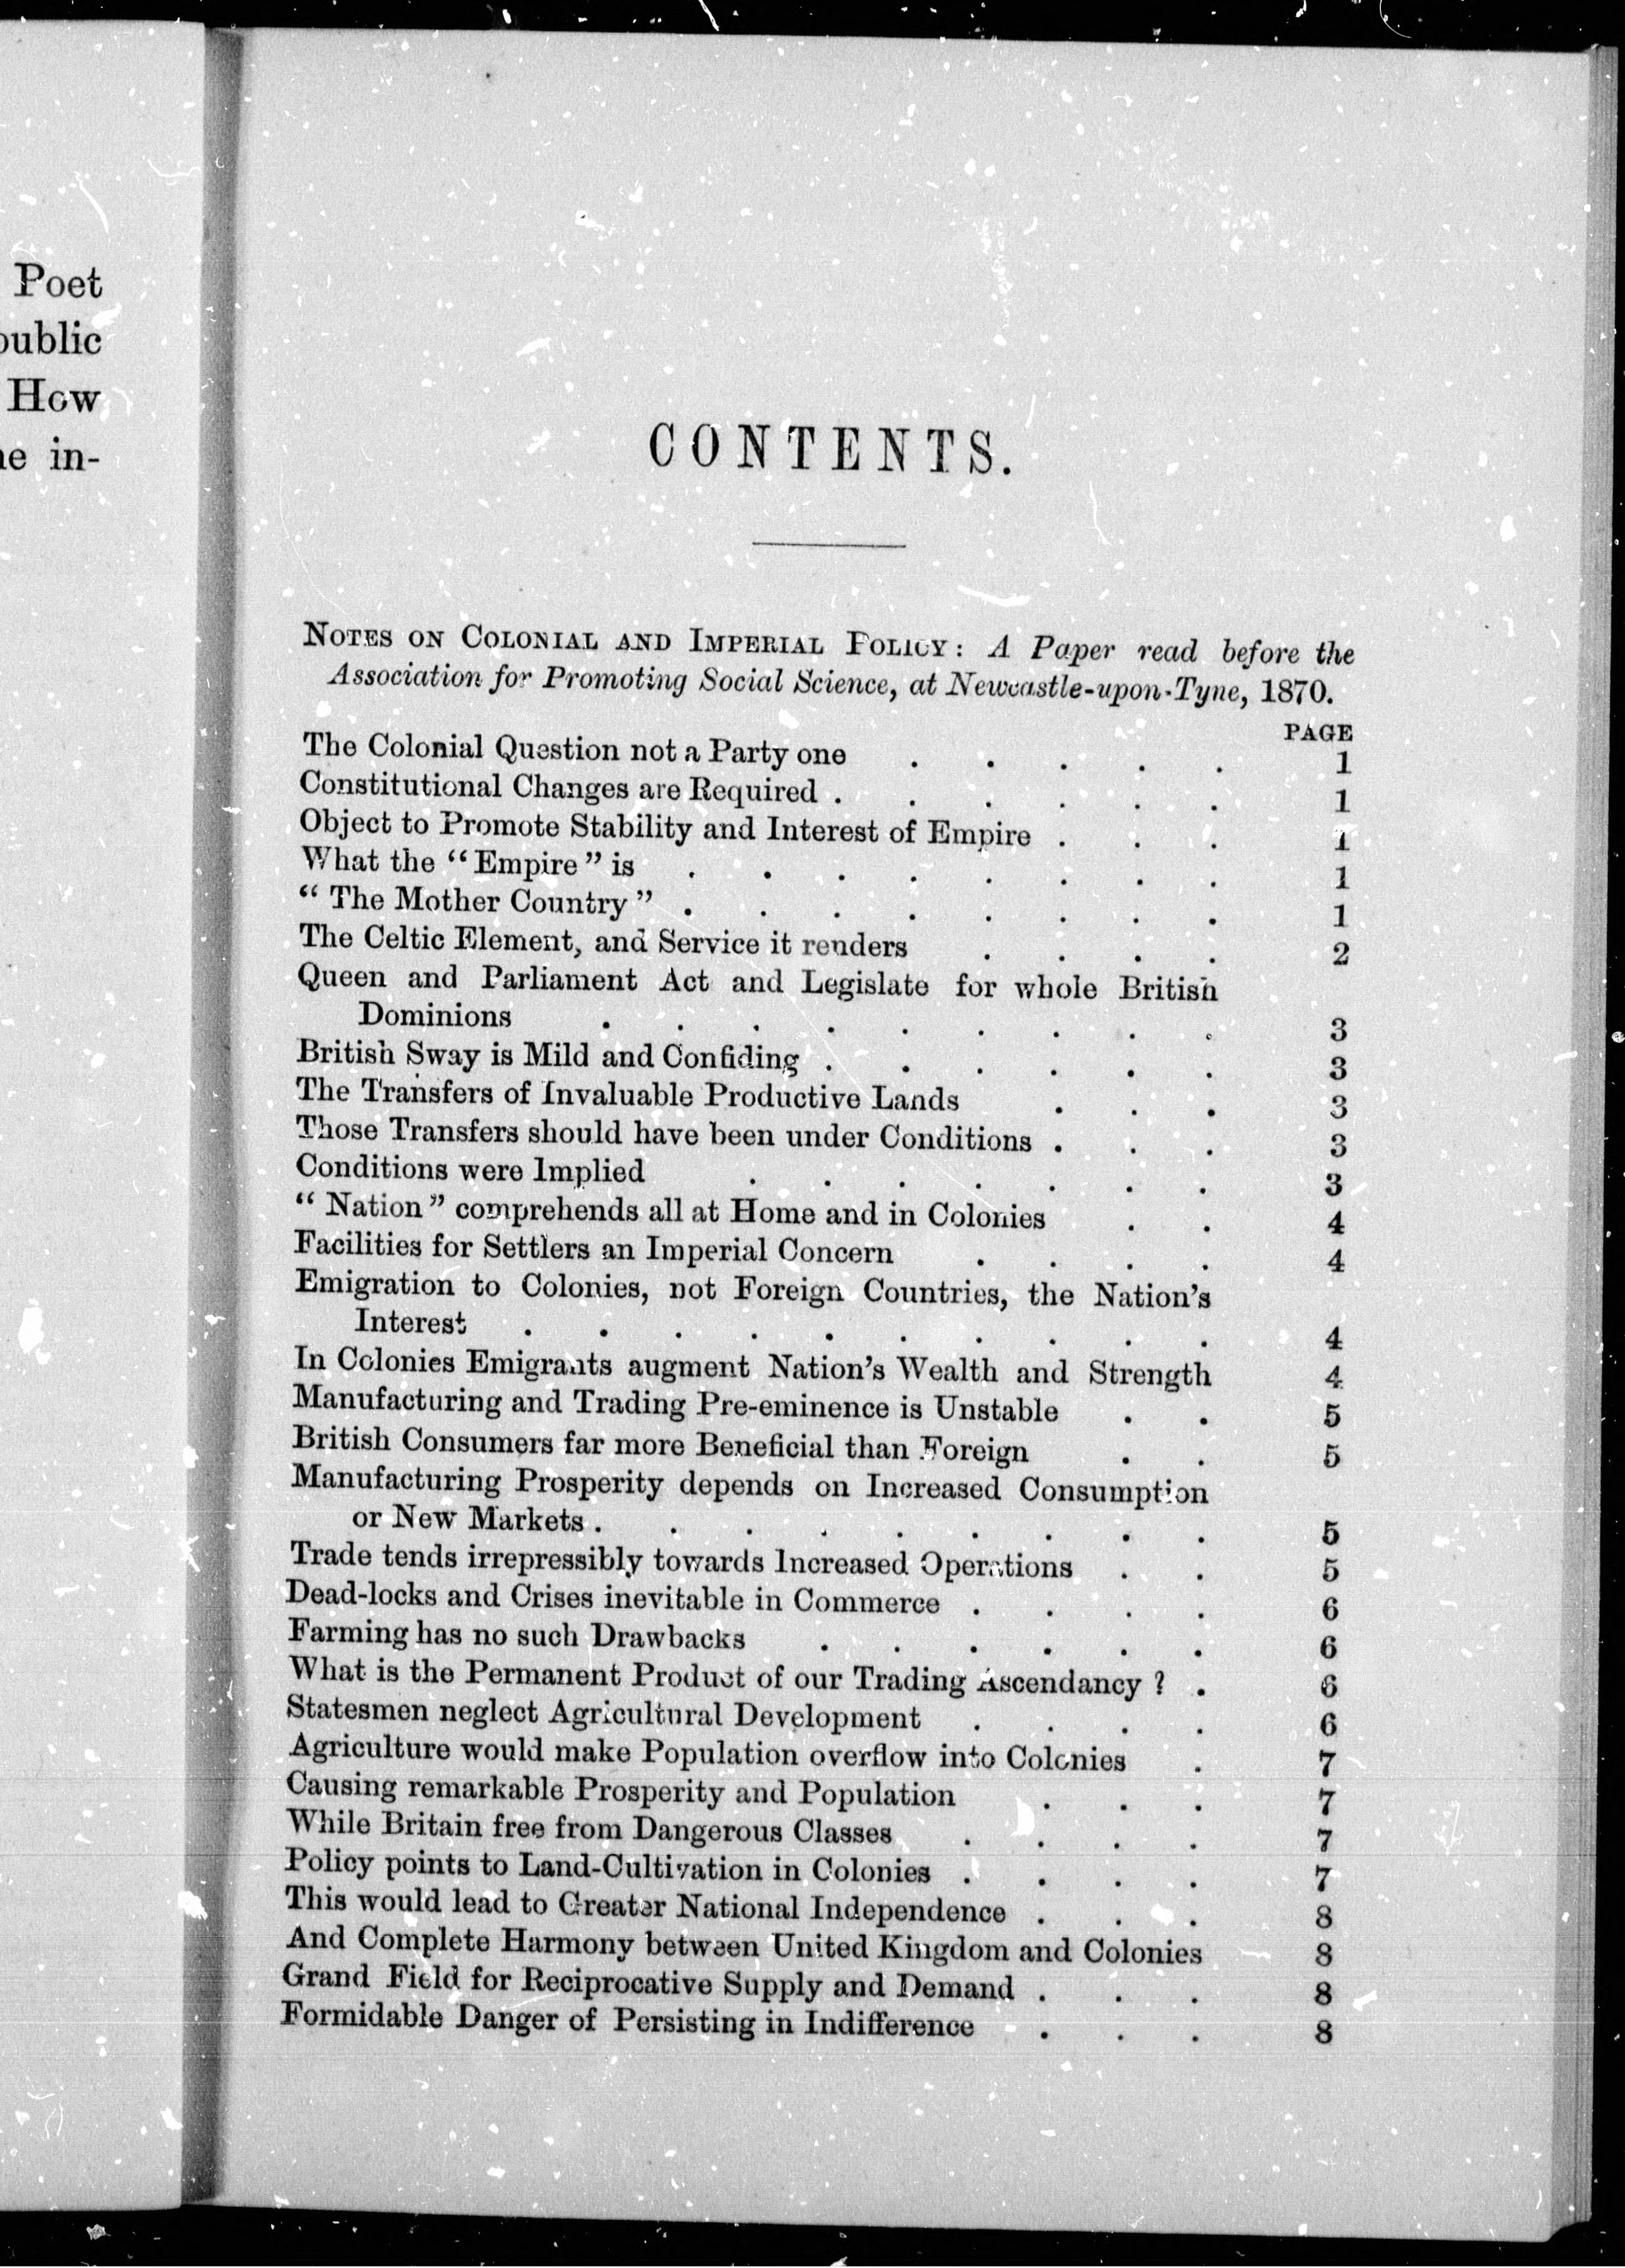 Poet
public
How
in-
CONTENTS.
NOTES ON COLONIAL AND IMPERIAL POLICY: A Paper read before the
Association for Promoting Social Science, at Newcastle-upon-Tyne, 1870.
PAGE
The Colonial Question not a Party one . . . . . 1
Constitutional Changes are Required . . . . . . 1
Object to Promote Stability and Interest of Empire . . . 1
What the "Empire" is . . . . . . . . 1
"The Mother Country" . . . . . . . . 1
The Celtic Element, and Service it renders . . . . 2
Queen and Parliament Act and Legislate for whole British
Dominions . . . . . . . . . 3
British Sway is Mild and Confiding . . . . . . 3
The Transfers of Invaluable Productive Lands . . . 3
Those Transfers should have been under Conditions . . . 3
Conditions were Implied . . . . . . . 3
"Nation" comprehends all at Home and in Colonies . . 4
Facilities for Settlers an Imperial Concern . . . . 4
Emigration to Colonies, not Foreign Countries, the Nation's
Interest . . . . . . . . . . 4
In Colonies Emigrants augment Nation's Wealth and Strength 4
Manufacturing and Trading Pre-eminence is Unstable . . 5
British Consumers far more Beneficial than Foreign . . 5
Manufacturing Prosperity depends on Increased Consumption
or New Markets . . . . . . . . . 5
Trade tends irrepressibly towards Increased Operations . . 5
Dead-locks and Crises inevitable in Commerce . . . . 6
Farming has no such Drawbacks . . . . . . 6
What is the Permanent Product of our Trading Ascendancy ? . 6
Statesmen neglect Agricultural Development . . . . 6
Agriculture would make Population overflow into Colonies . 7
Causing remarkable Prosperity and Population . . . 7
While Britain free from Dangerous Classes . . . . 7
Policy points to Land-Cultivation in Colonies . . . . 7
This would lead to Greater National Independence . . . 8
And Complete Harmony between United Kingdom and Colonies 8
Grand Field for Reciprocative Supply and Demand . . . 8
Formidable Danger of Persisting in Indifference . . . 8